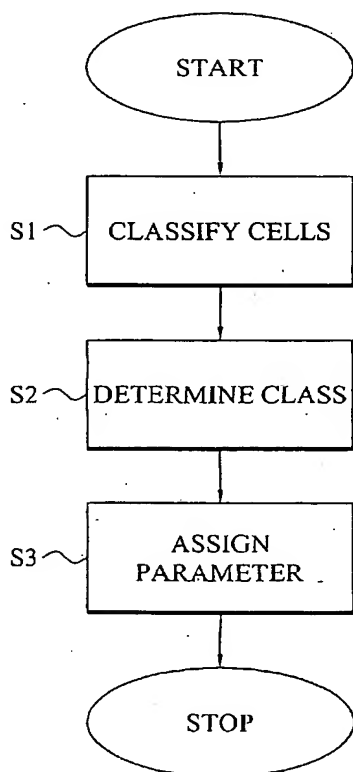 START
S1 CLASSIFY CELLS
S2 DETERMINE CLASS
S3 ASSIGN
PARAMETER
STOP